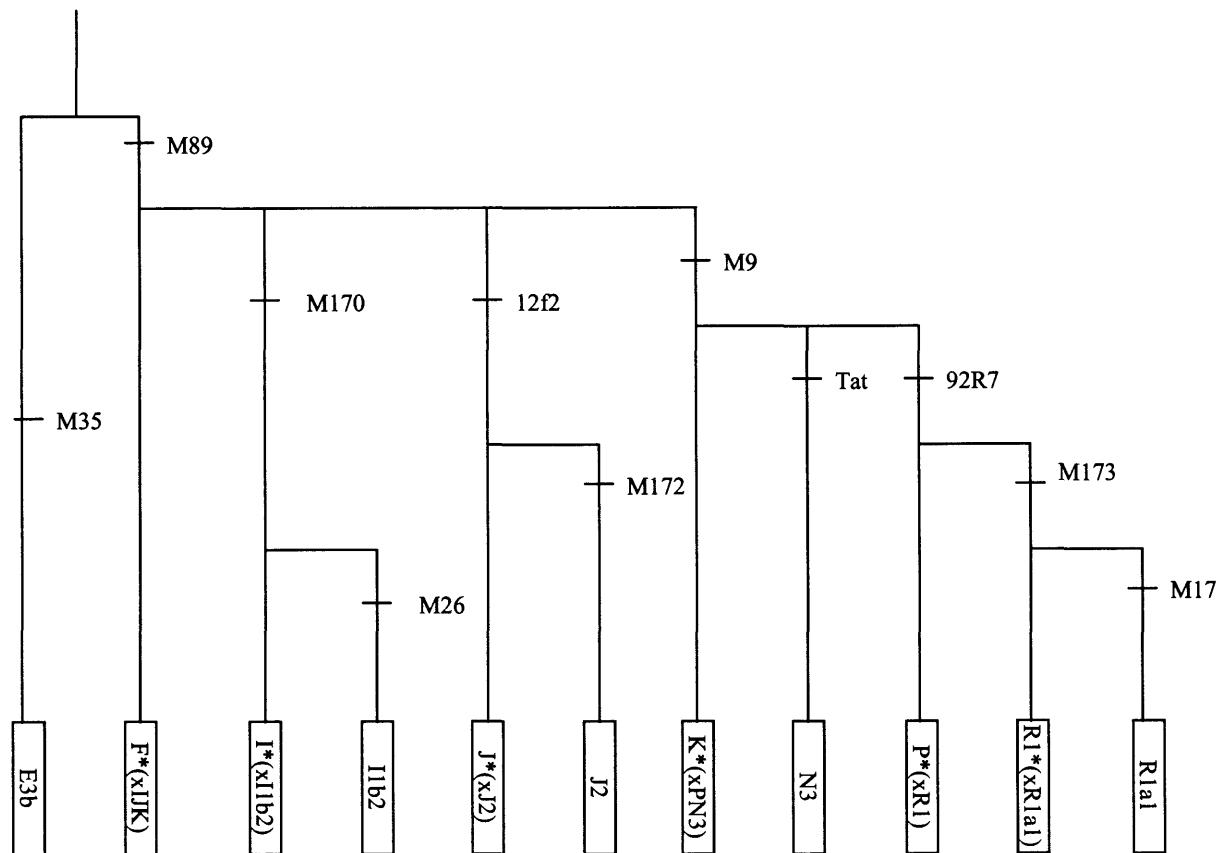 M89
M9
M170
12f2
Tat
92R7
M35
M173
M172
M17
M26
E3b
F*(xIJK)
I*(xI1b2)
I1b2
J*(xJ2)
J2
K*(xPN3)
N3
P*(xR1)
R1*(xR1a1)
R1a1